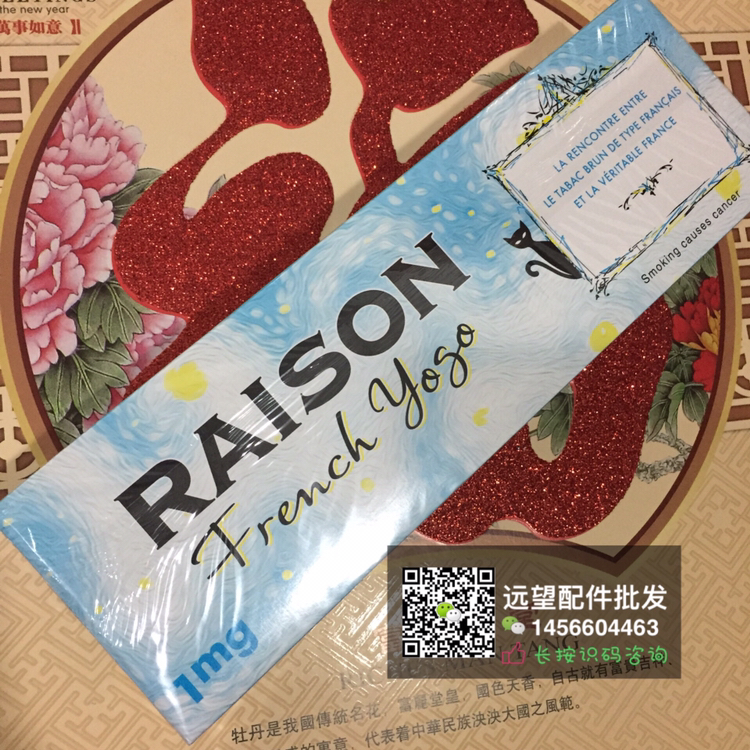 the new year
萬事如意
LA RENCONTRE ENTRE
LE TABAC BRUN DE TYPE FRANÇAIS
ET LA VÉRITABLE FRANCE
Smoking causes cancer
RAISON
French Yogo
1mg
远望配件批发
1456604463
长按识码咨询
牡丹是我國傳統名花，富麗堂皇，國色天香，自古就有富貴吉祥、
的寓意，代表着中華民族泱泱大國之風範。